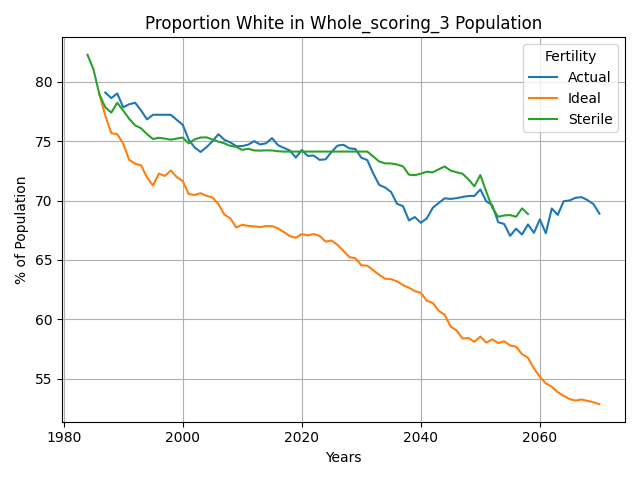 Proportion White in Whole_scoring_3 Population
Fertility
Actual
Ideal
Sterile
% of Population
80
75
70
65
60
55
1980
2000
2020
2040
2060
Years